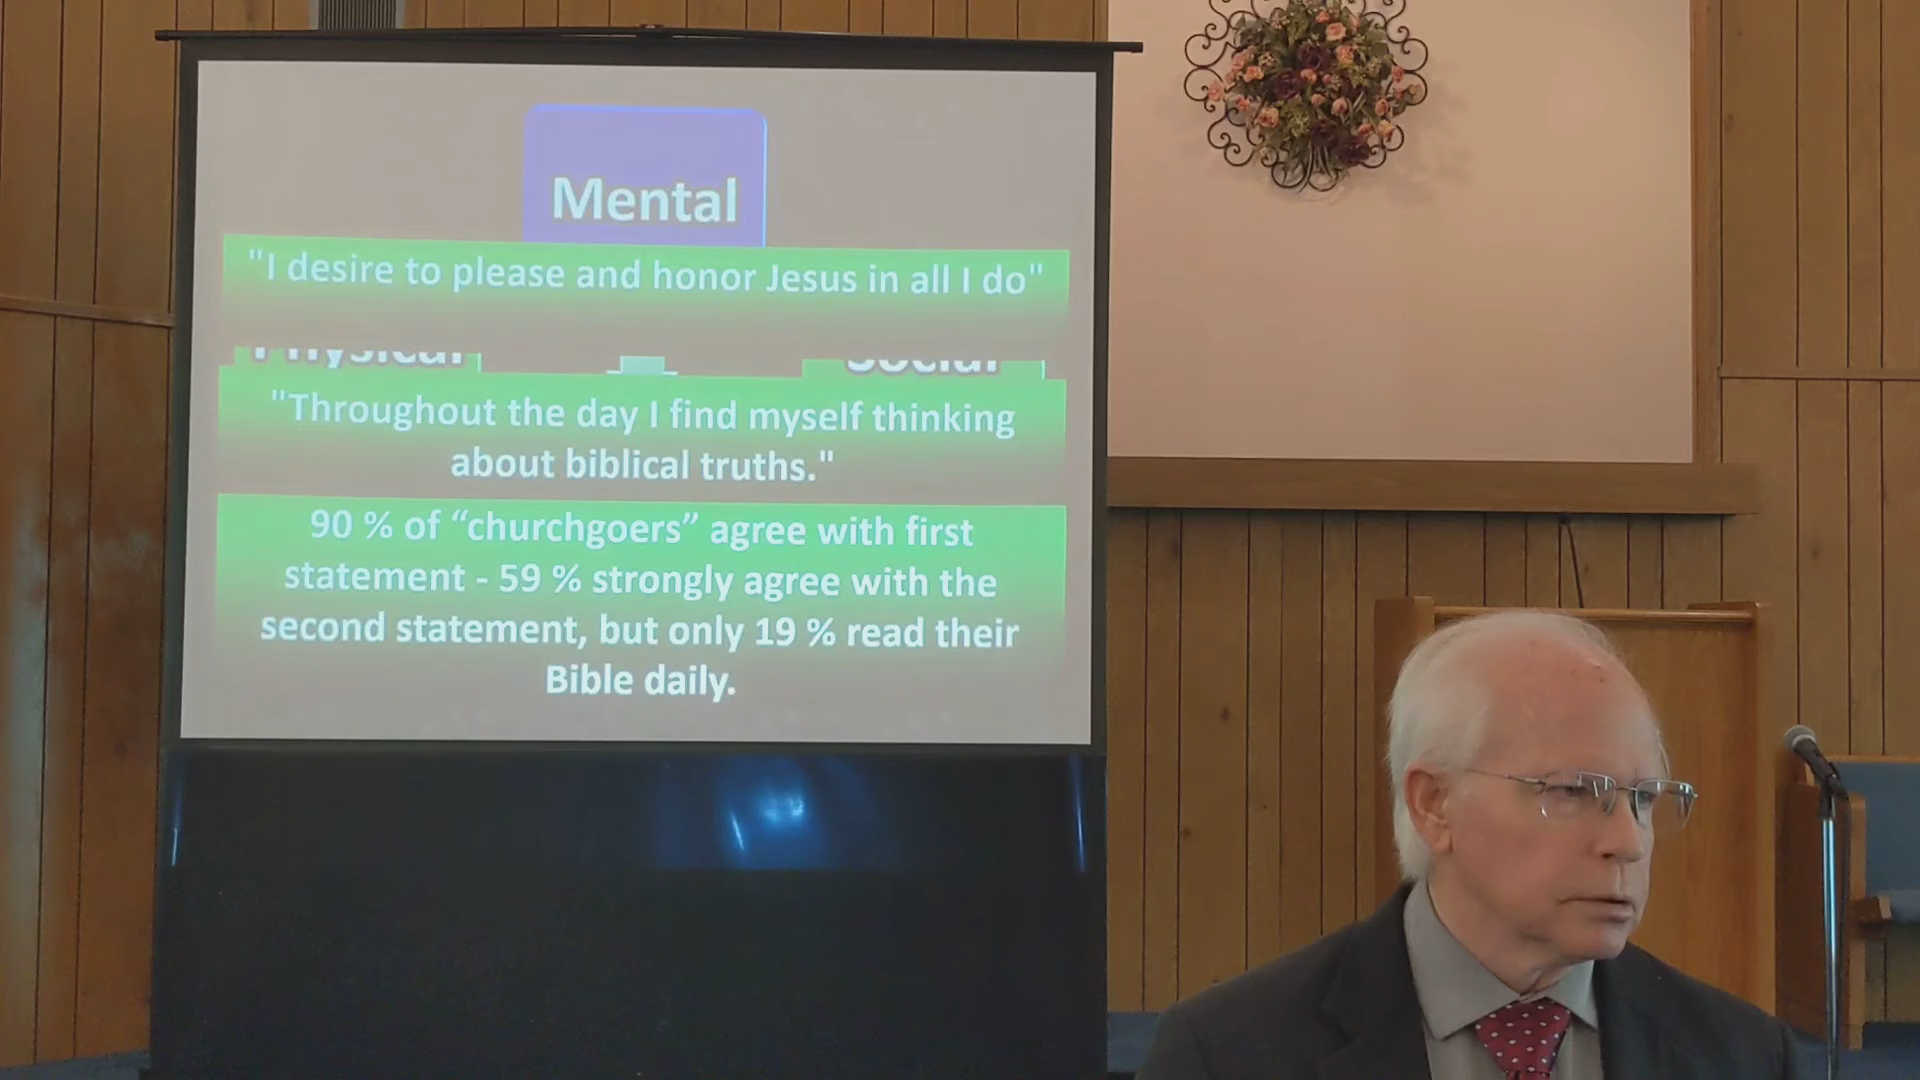 Mental
"I desire to please and honor Jesus in all I do"
Physical Social
"Throughout the day I find myself thinking
about biblical truths."
90 % of “churchgoers” agree with first
statement - 59 % strongly agree with the
second statement, but only 19 % read their
Bible daily.